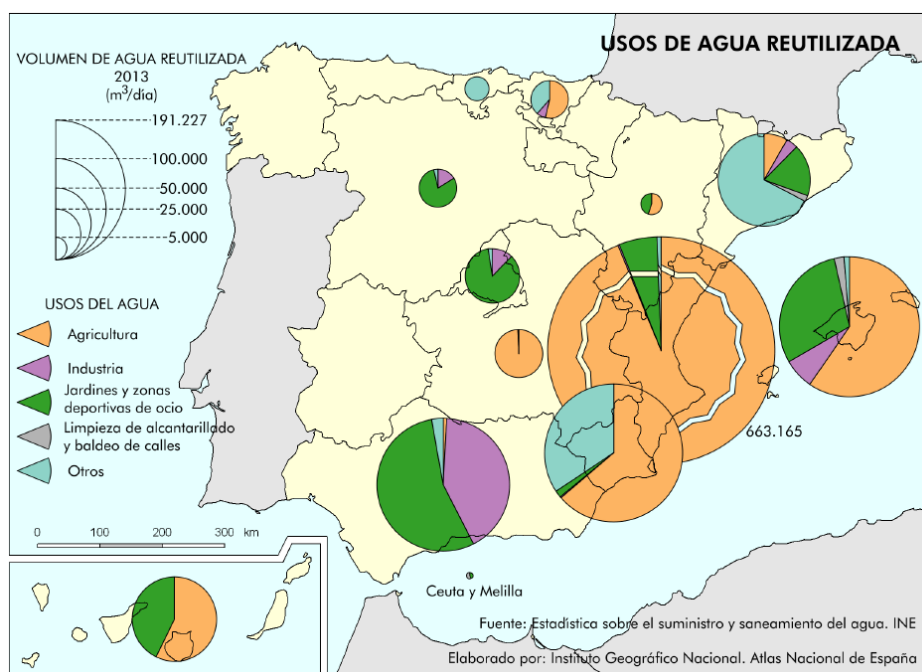 USOS DE AGUA REUTILIZADA
VOLUMEN DE AGUA REUTILIZADA
2013
(m³/día)
191.227
100.000
50.000
25.000
5.000
USOS DEL AGUA
Agricultura
Industria
Jardines y zonas
deportivas de ocio
Limpieza de alcantarillado
y baldeo de calles
Otros
663.165
0 100 200 300 km
Ceuta y Melilla
Fuente: Estadística sobre el suministro y saneamiento del agua. INE
Elaborado por: Instituto Geográfico Nacional. Atlas Nacional de España